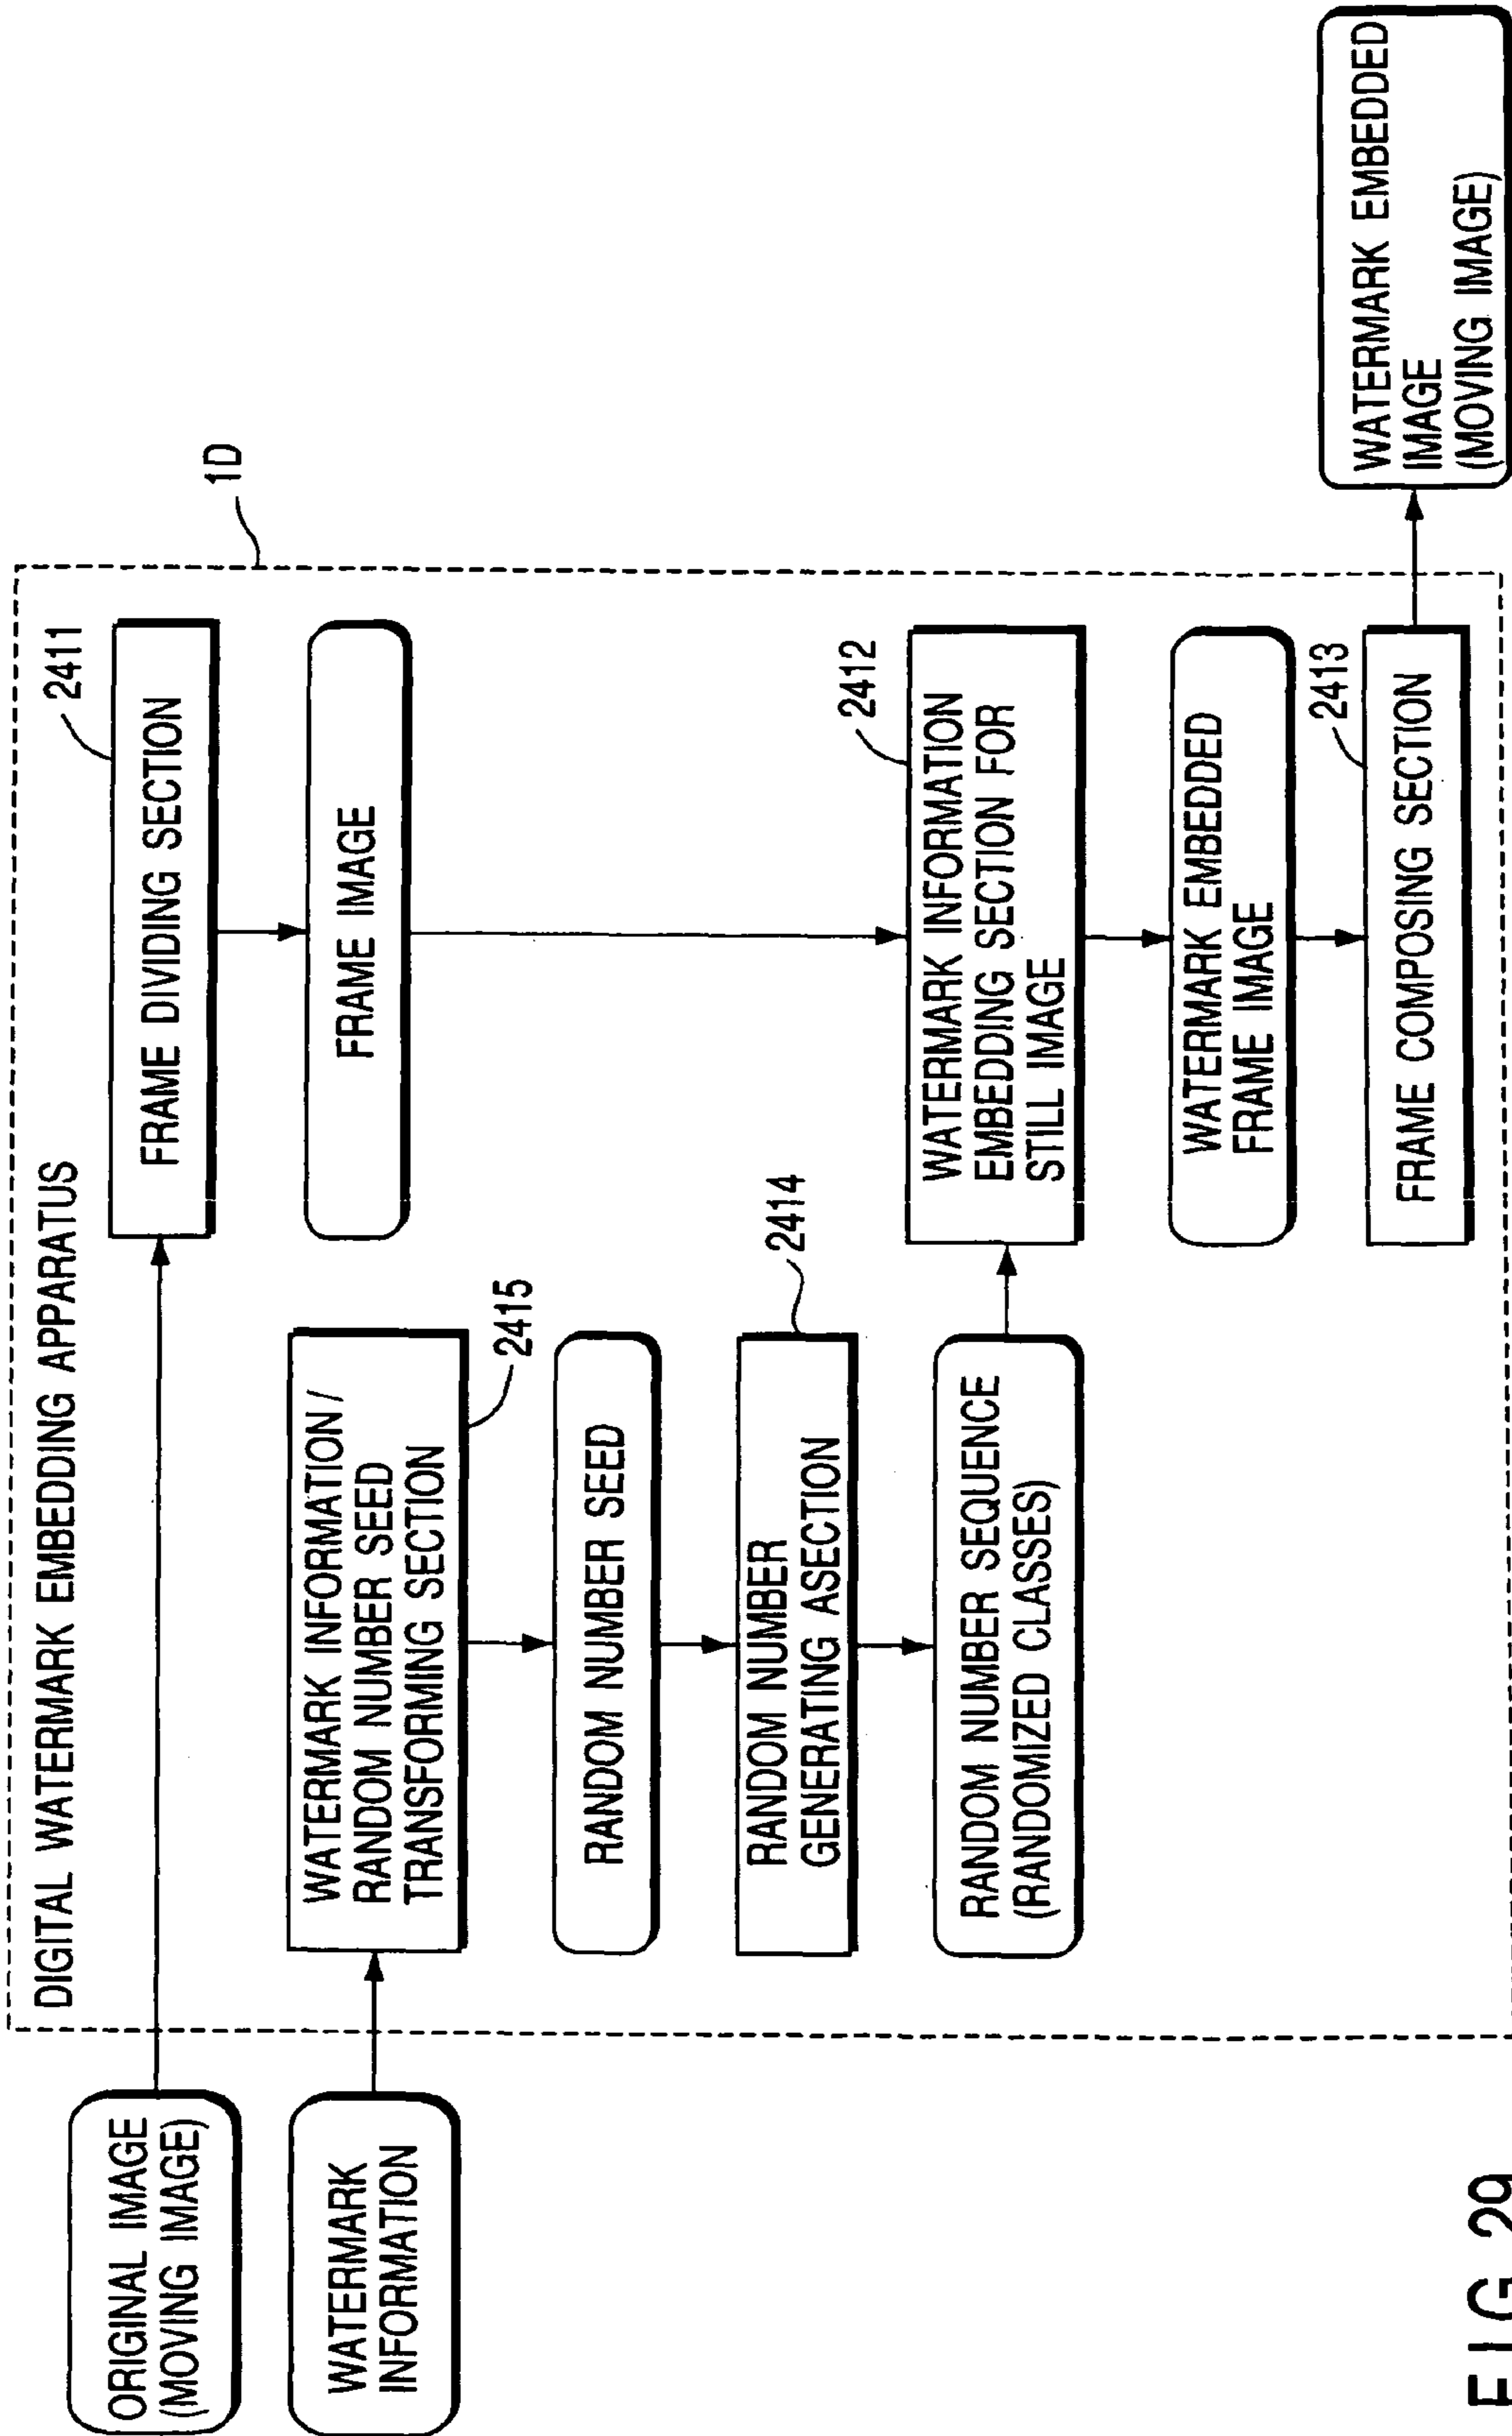 DIGITAL WATERMARK EMBEDDING APPARATUS
1D
ORIGINAL IMAGE
(MOVING IMAGE)
2411
FRAME DIVIDING SECTION
FRAME IMAGE
WATERMARK
INFORMATION
WATERMARK INFORMATION /
RANDOM NUMBER SEED
TRANSFORMING SECTION
2415
RANDOM NUMBER SEED
2414
RANDOM NUMBER
GENERATING ASECTION
RANDOM NUMBER SEQUENCE
(RANDOMIZED CLASSES)
2412
WATERMARK INFORMATION
EMBEDDING SECTION FOR
STILL IMAGE
WATERMARK EMBEDDED
FRAME IMAGE
2413
FRAME COMPOSING SECTION
WATERMARK EMBEDDED
IMAGE
(MOVING IMAGE)
FIG. 29